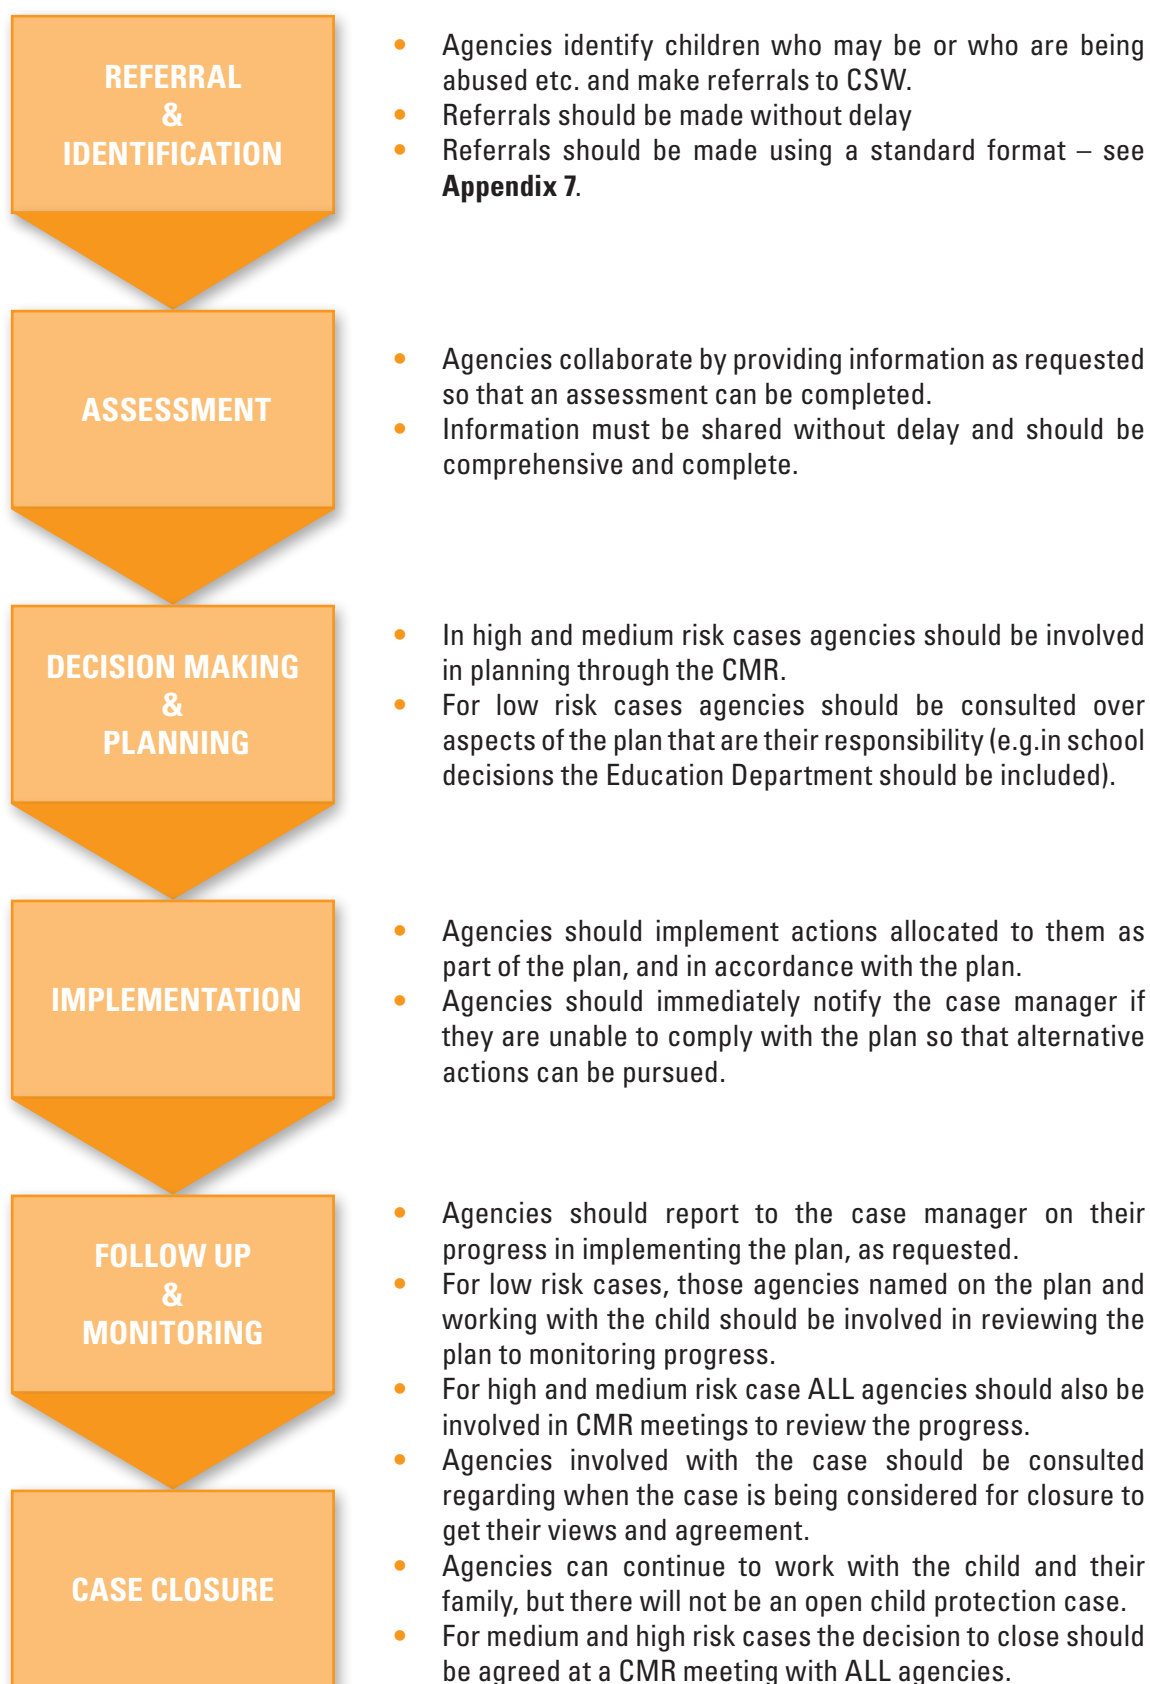 REFERRAL
&
IDENTIFICATION
• Agencies identify children who may be or who are being
abused etc. and make referrals to CSW.
• Referrals should be made without delay
• Referrals should be made using a standard format – see
Appendix 7.
ASSESSMENT
• Agencies collaborate by providing information as requested
so that an assessment can be completed.
• Information must be shared without delay and should be
comprehensive and complete.
DECISION MAKING
&
PLANNING
• In high and medium risk cases agencies should be involved
in planning through the CMR.
• For low risk cases agencies should be consulted over
aspects of the plan that are their responsibility (e.g.in school
decisions the Education Department should be included).
IMPLEMENTATION
• Agencies should implement actions allocated to them as
part of the plan, and in accordance with the plan.
• Agencies should immediately notify the case manager if
they are unable to comply with the plan so that alternative
actions can be pursued.
FOLLOW UP
&
MONITORING
• Agencies should report to the case manager on their
progress in implementing the plan, as requested.
• For low risk cases, those agencies named on the plan and
working with the child should be involved in reviewing the
plan to monitoring progress.
• For high and medium risk case ALL agencies should also be
involved in CMR meetings to review the progress.
CASE CLOSURE
• Agencies involved with the case should be consulted
regarding when the case is being considered for closure to
get their views and agreement.
• Agencies can continue to work with the child and their
family, but there will not be an open child protection case.
• For medium and high risk cases the decision to close should
be agreed at a CMR meeting with ALL agencies.